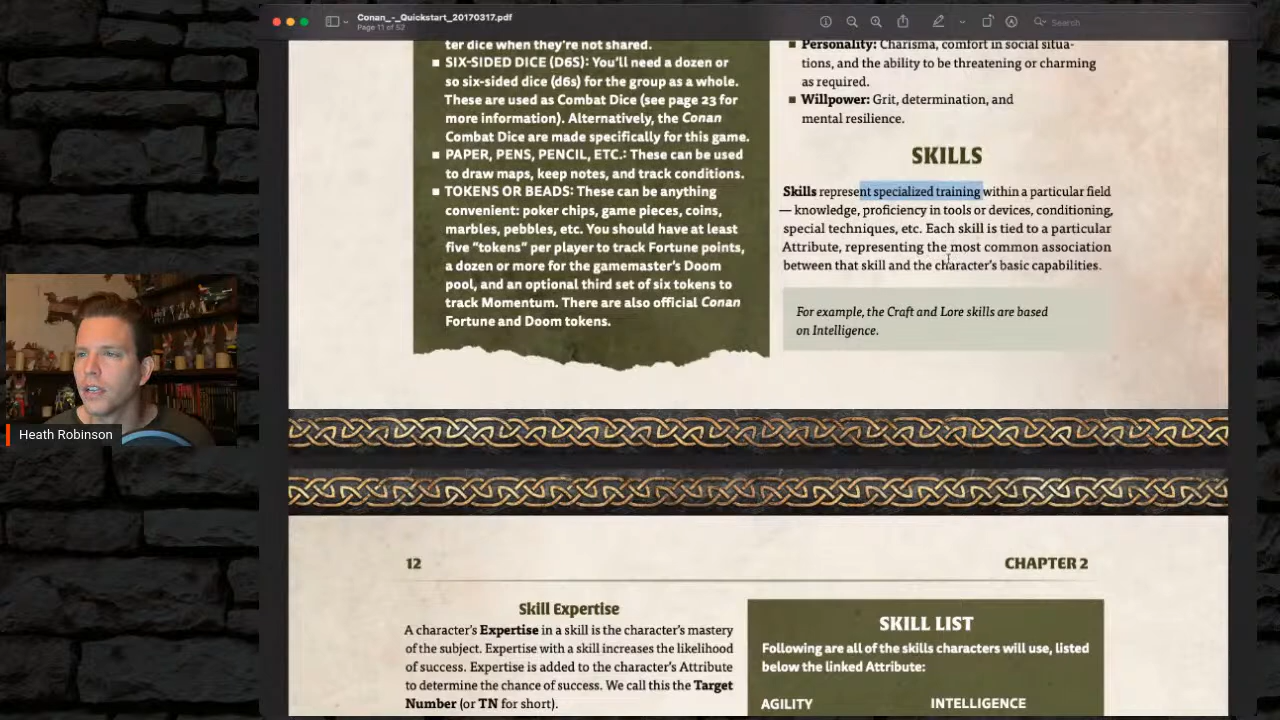 Conan_-_Quickstart_20170317.pdf
Page 11 of 52
Search
ter dice when they're not shared.
■ SIX-SIDED DICE (D6S): You'll need a dozen or
so six-sided dice (d6s) for the group as a whole.
These are used as Combat Dice (see page 23 for
more information). Alternatively, the Conan
Combat Dice are made specifically for this game.
■ PAPER, PENS, PENCIL, ETC.: These can be used
to draw maps, keep notes, and track conditions.
■ TOKENS OR BEADS: These can be anything
convenient: poker chips, game pieces, coins,
marbles, pebbles, etc. You should have at least
five "tokens" per player to track Fortune points,
a dozen or more for the gamemaster's Doom
pool, and an optional third set of six tokens to
track Momentum. There are also official Conan
Fortune and Doom tokens.
■ Personality: Charisma, comfort in social situa-
tions, and the ability to be threatening or charming
as required.
■ Willpower: Grit, determination, and
mental resilience.
SKILLS
Skills represent specialized training within a particular field
— knowledge, proficiency in tools or devices, conditioning,
special techniques, etc. Each skill is tied to a particular
Attribute, representing the most common association
between that skill and the character's basic capabilities.
For example, the Craft and Lore skills are based
on Intelligence.
Heath Robinson
12
CHAPTER 2
Skill Expertise
A character's Expertise in a skill is the character's mastery
of the subject. Expertise with a skill increases the likelihood
of success. Expertise is added to the character's Attribute
to determine the chance of success. We call this the Target
Number (or TN for short).
SKILL LIST
Following are all of the skills characters will use, listed
below the linked Attribute:
AGILITY
INTELLIGENCE